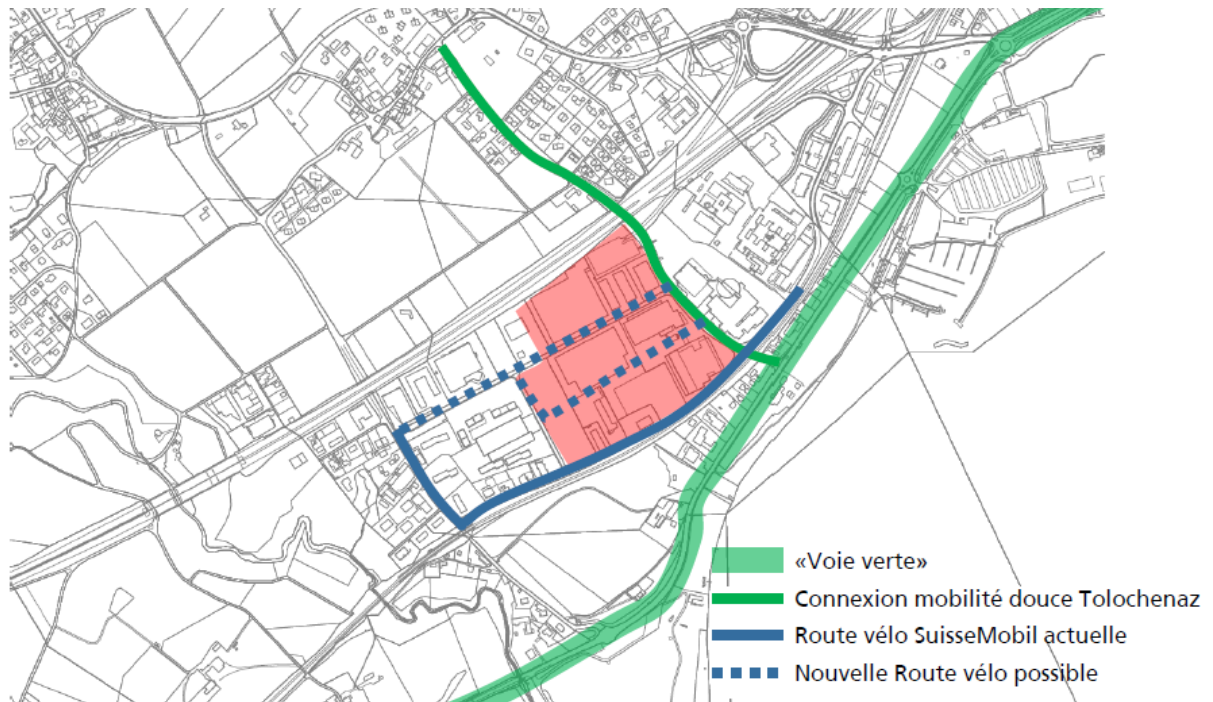 «Voie verte»
Connexion mobilité douce Tolochenaz
Route vélo SuisseMobil actuelle
Nouvelle Route vélo possible